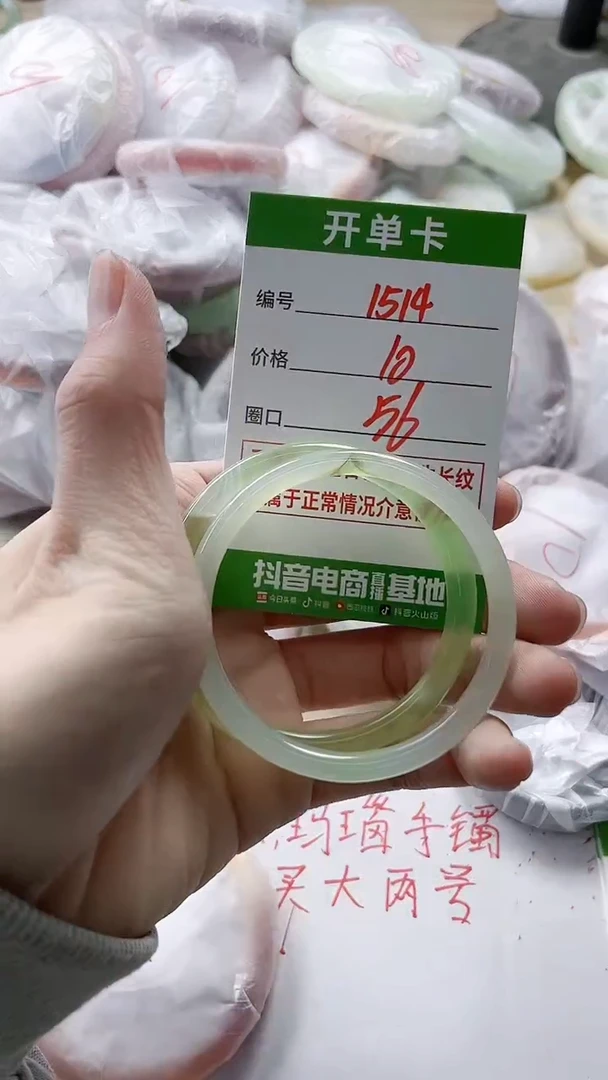 开单卡
编号 1514
价格 10
圈口 56
长纹
属于正常情况介意
抖音电商直播基地
今日头条 抖音 西瓜视频 抖音火山版
玛瑙手镯
买大两号